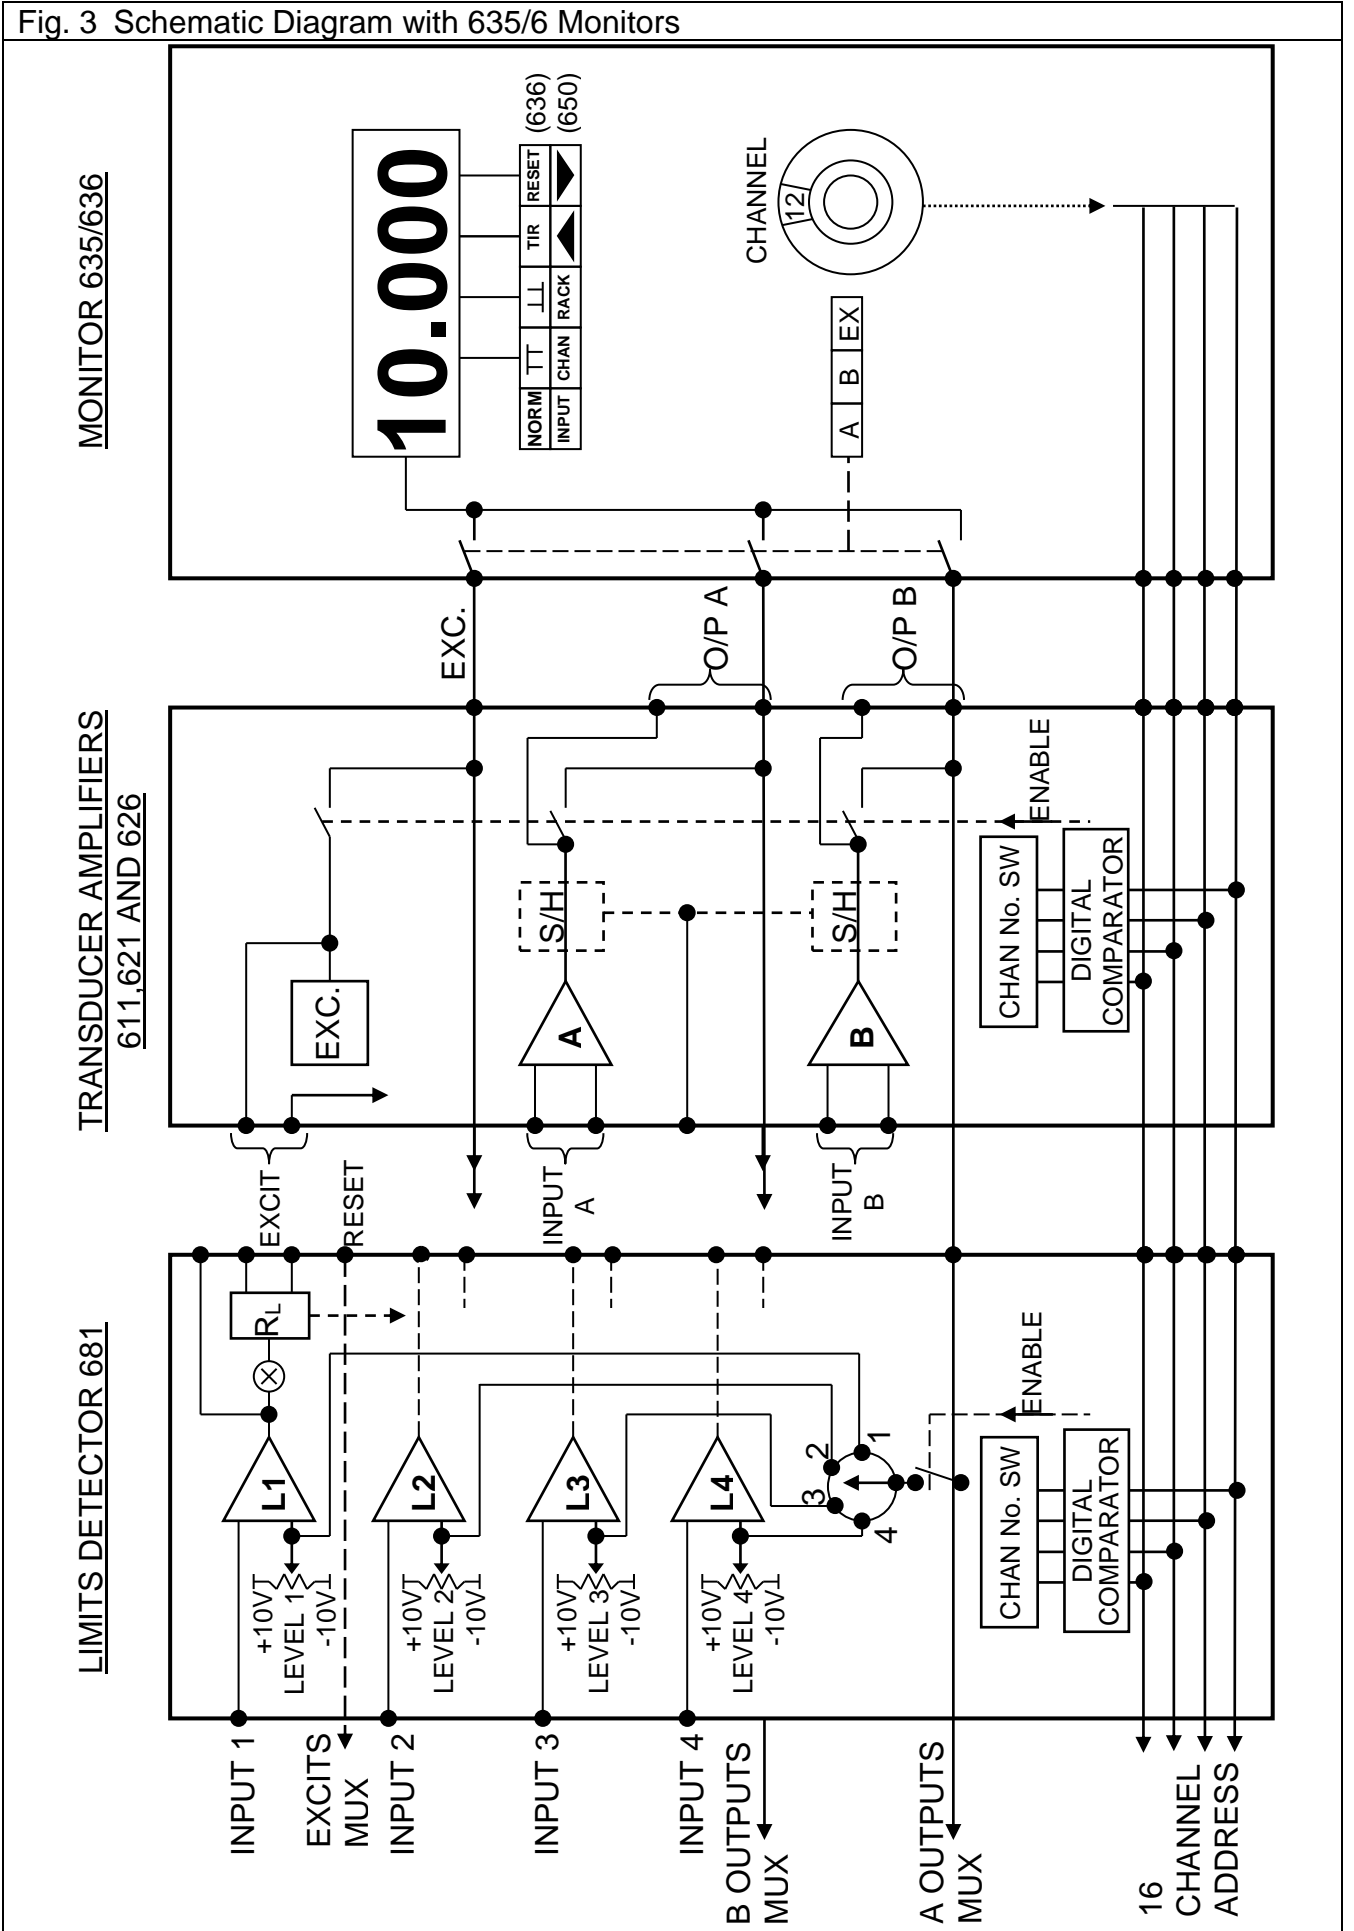 Fig. 3 Schematic Diagram with 635/6 Monitors
LIMITS DETECTOR 681
TRANSDUCER AMPLIFIERS
611,621 AND 626
MONITOR 635/636
INPUT 1
+10V
LEVEL 1
-10V
L1
RL
EXCIT
RESET
EXCITS
MUX
INPUT 2
+10V
LEVEL 2
-10V
L2
INPUT 3
+10V
LEVEL 3
-10V
L3
INPUT 4
+10V
LEVEL 4
-10V
L4
1
2
3
4
B OUTPUTS
MUX
A OUTPUTS
MUX
ENABLE
CHAN No. SW
DIGITAL
COMPARATOR
16
CHANNEL
ADDRESS
EXC.
EXC.
INPUT
A
A
S/H
O/P A
INPUT
B
B
S/H
O/P B
ENABLE
CHAN No. SW
DIGITAL
COMPARATOR
10.000
NORM TIR RESET (636)
INPUT CHAN RACK (650)
A B EX
CHANNEL
12